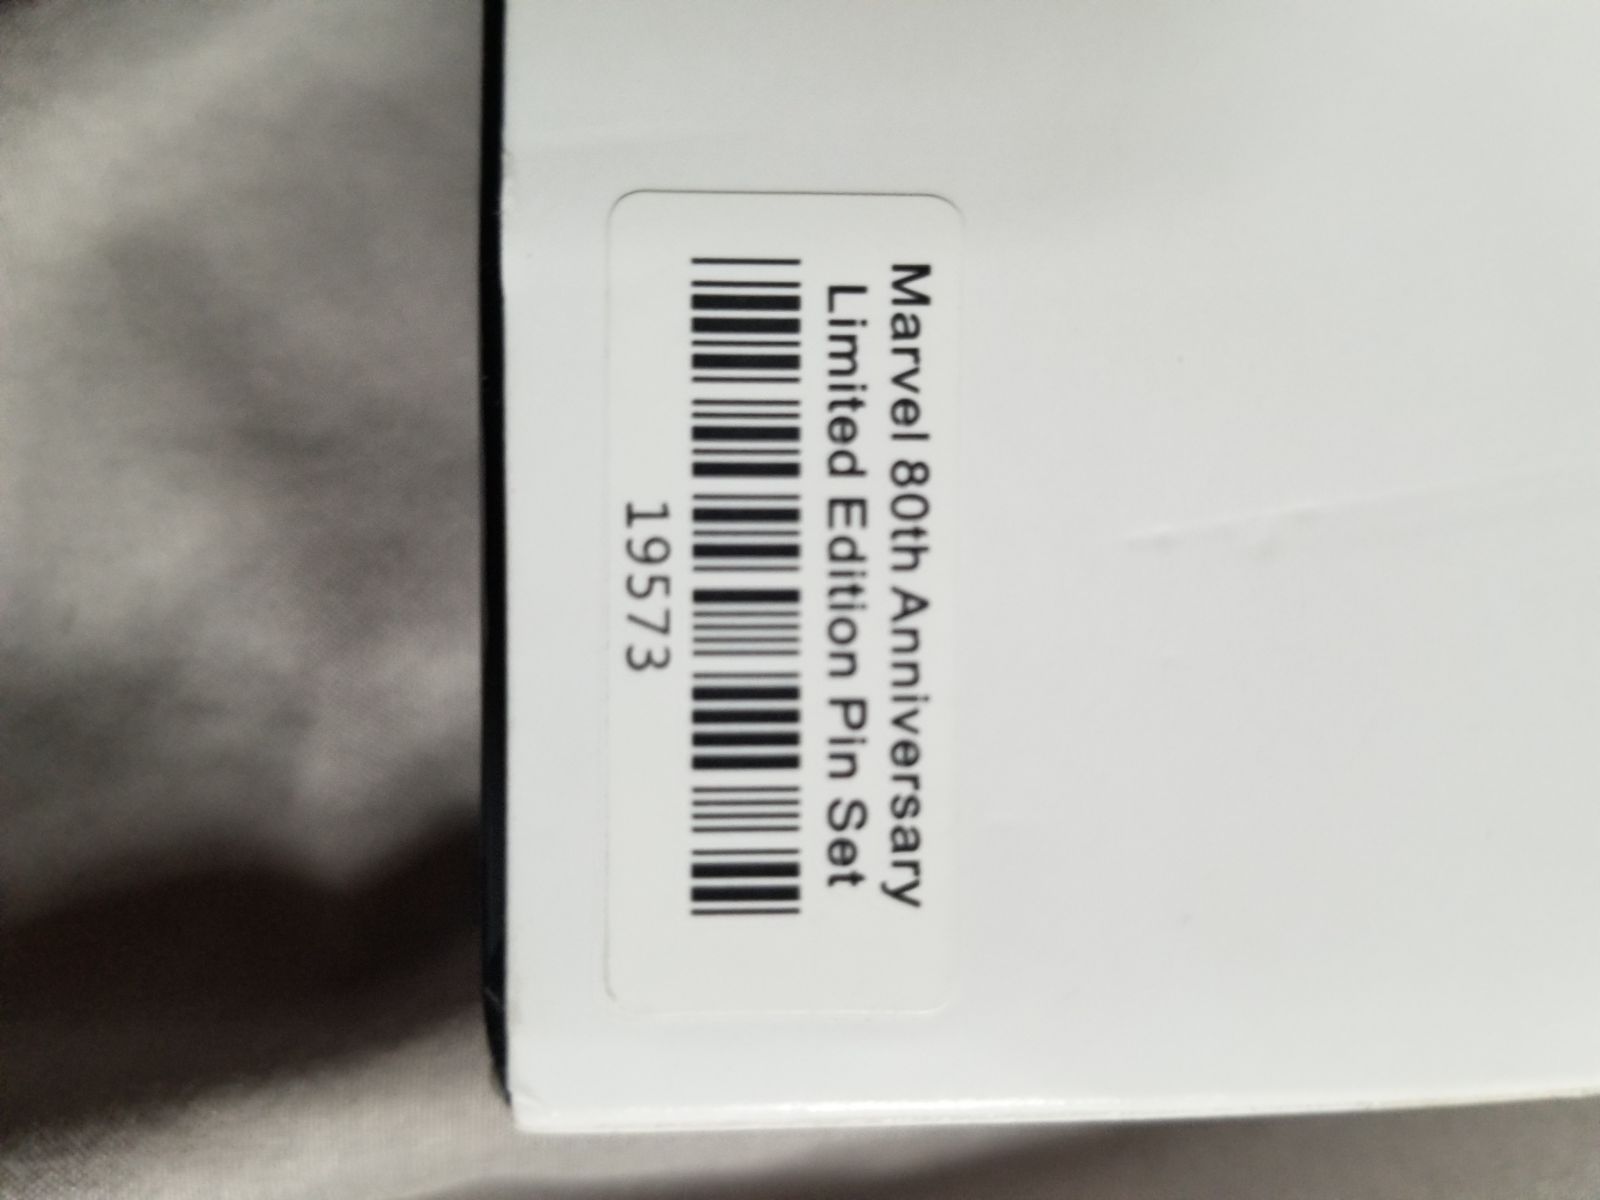 Marvel 80th Anniversary
Limited Edition Pin Set
19573